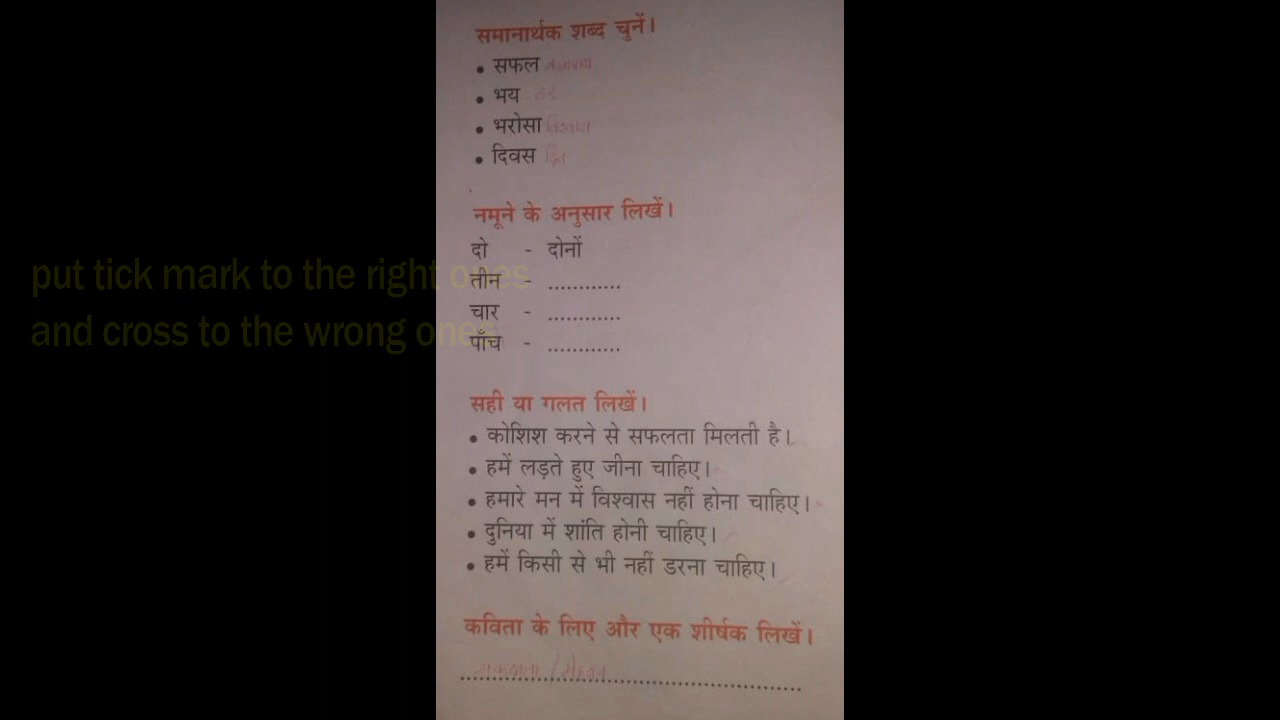 समानार्थक शब्द चुनें।
• सफल
• भय डर
• भरोसा विश्वास
• दिवस दिन
नमूने के अनुसार लिखें।
दो - दोनों
तीन - ............
चार - ............
पाँच - ............
put tick mark to the right ones
and cross to the wrong ones
सही या गलत लिखें।
• कोशिश करने से सफलता मिलती है।
• हमें लड़ते हुए जीना चाहिए।
• हमारे मन में विश्वास नहीं होना चाहिए।
• दुनिया में शांति होनी चाहिए।
• हमें किसी से भी नहीं डरना चाहिए।
कविता के लिए और एक शीर्षक लिखें।